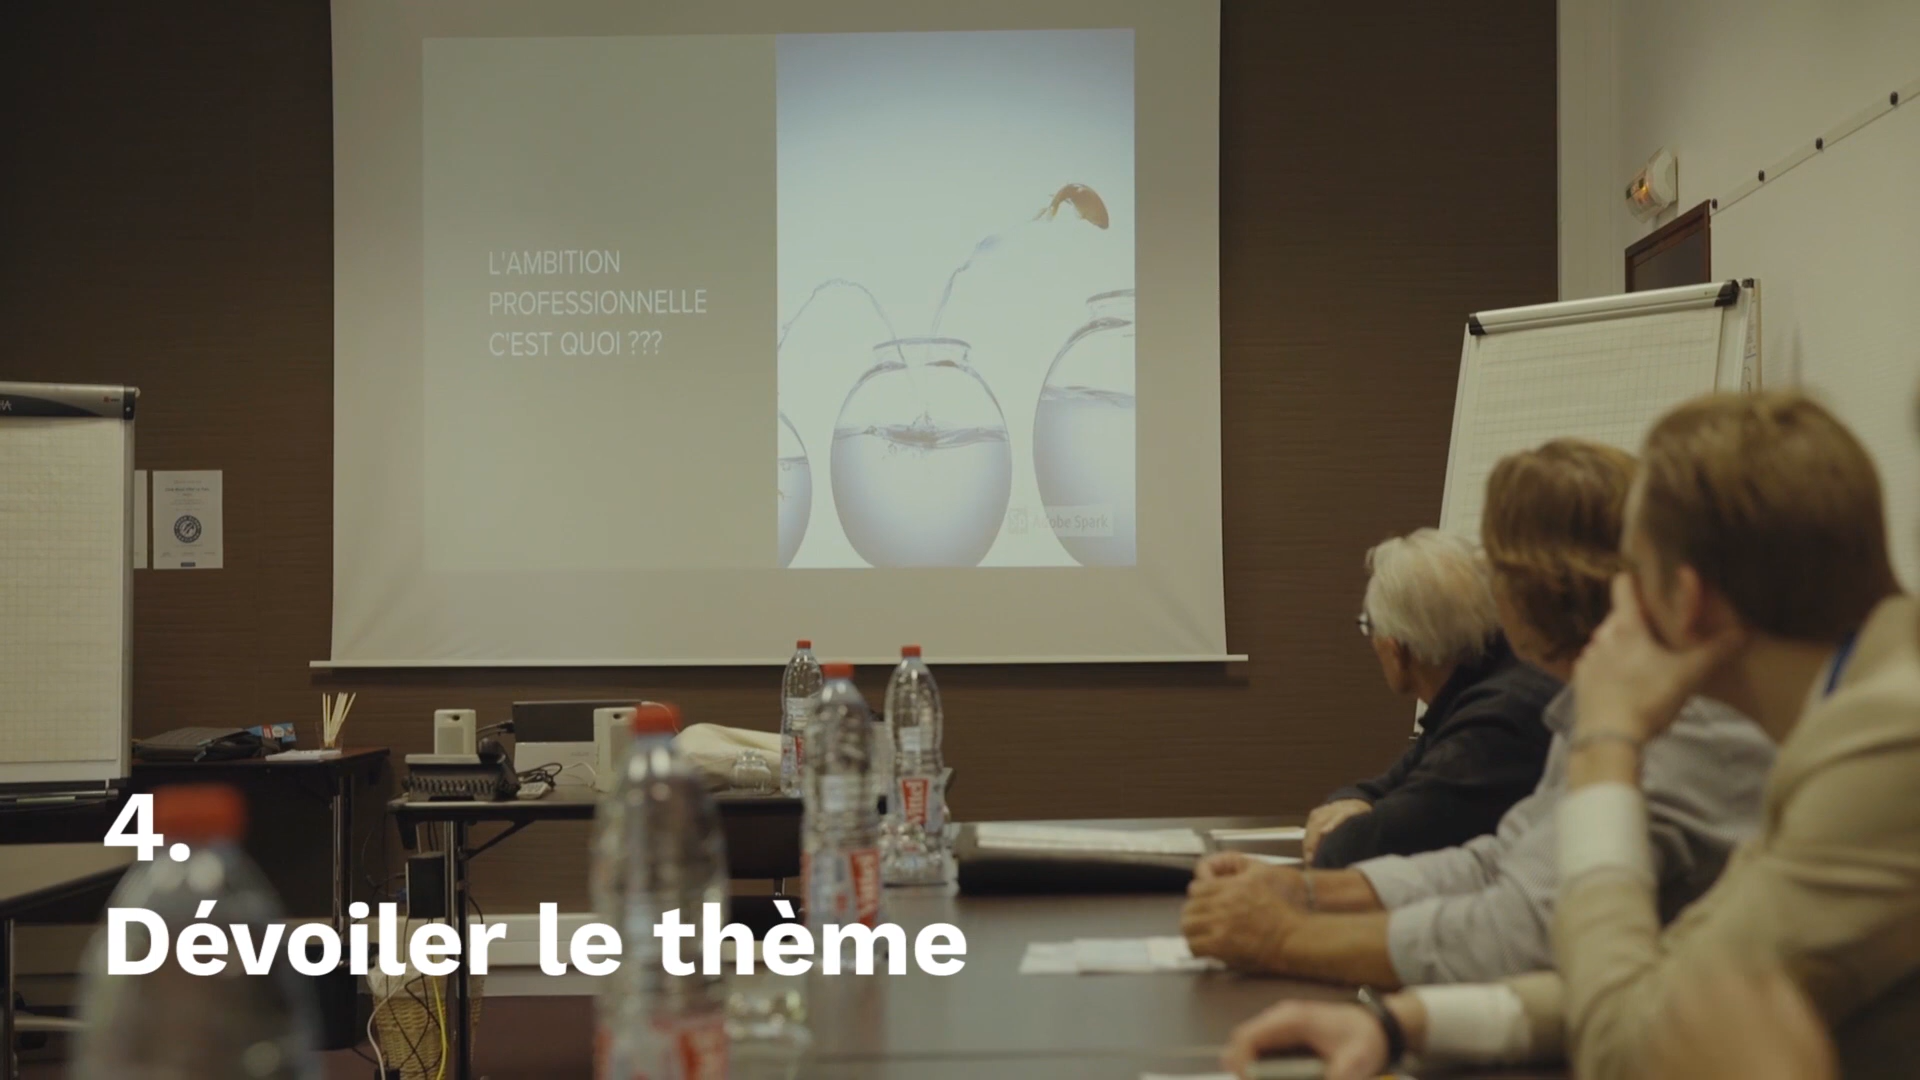 L'AMBITION
PROFESSIONNELLE
C'EST QUOI ???
Adobe Spark
4.
Dévoiler le thème